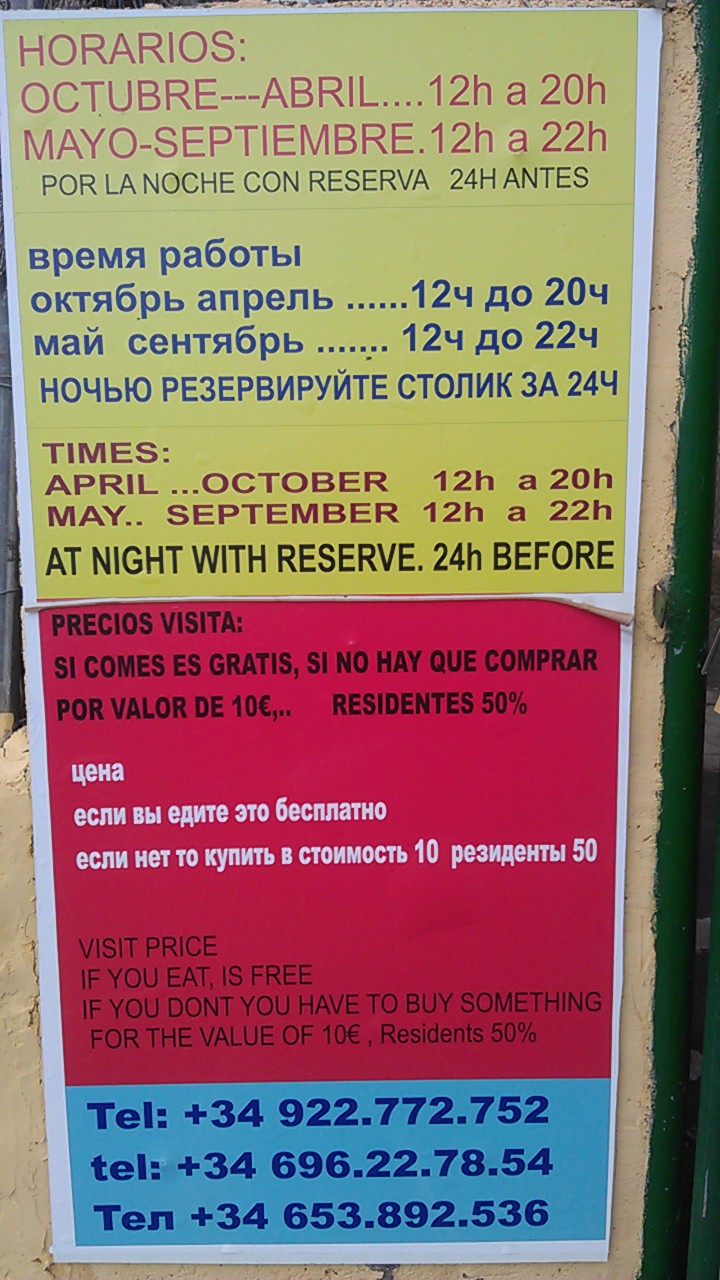 HORARIOS:
OCTUBRE---ABRIL....12h a 20h
MAYO-SEPTIEMBRE.12h a 22h
POR LA NOCHE CON RESERVA 24H ANTES
время работы
октябрь апрель ......12ч до 20ч
май сентябрь ....... 12ч до 22ч
НОЧЬЮ РЕЗЕРВИРУЙТЕ СТОЛИК ЗА 24Ч
TIMES:
APRIL ...OCTOBER 12h a 20h
MAY.. SEPTEMBER 12h a 22h
AT NIGHT WITH RESERVE. 24h BEFORE
PRECIOS VISITA:
SI COMES ES GRATIS, SI NO HAY QUE COMPRAR
POR VALOR DE 10€,.. RESIDENTES 50%
цена
если вы едите это бесплатно
если нет то купить в стоимость 10 резиденты 50
VISIT PRICE
IF YOU EAT, IS FREE
IF YOU DONT YOU HAVE TO BUY SOMETHING
FOR THE VALUE OF 10€ , Residents 50%
Tel: +34 922.772.752
tel: +34 696.22.78.54
Тел +34 653.892.536